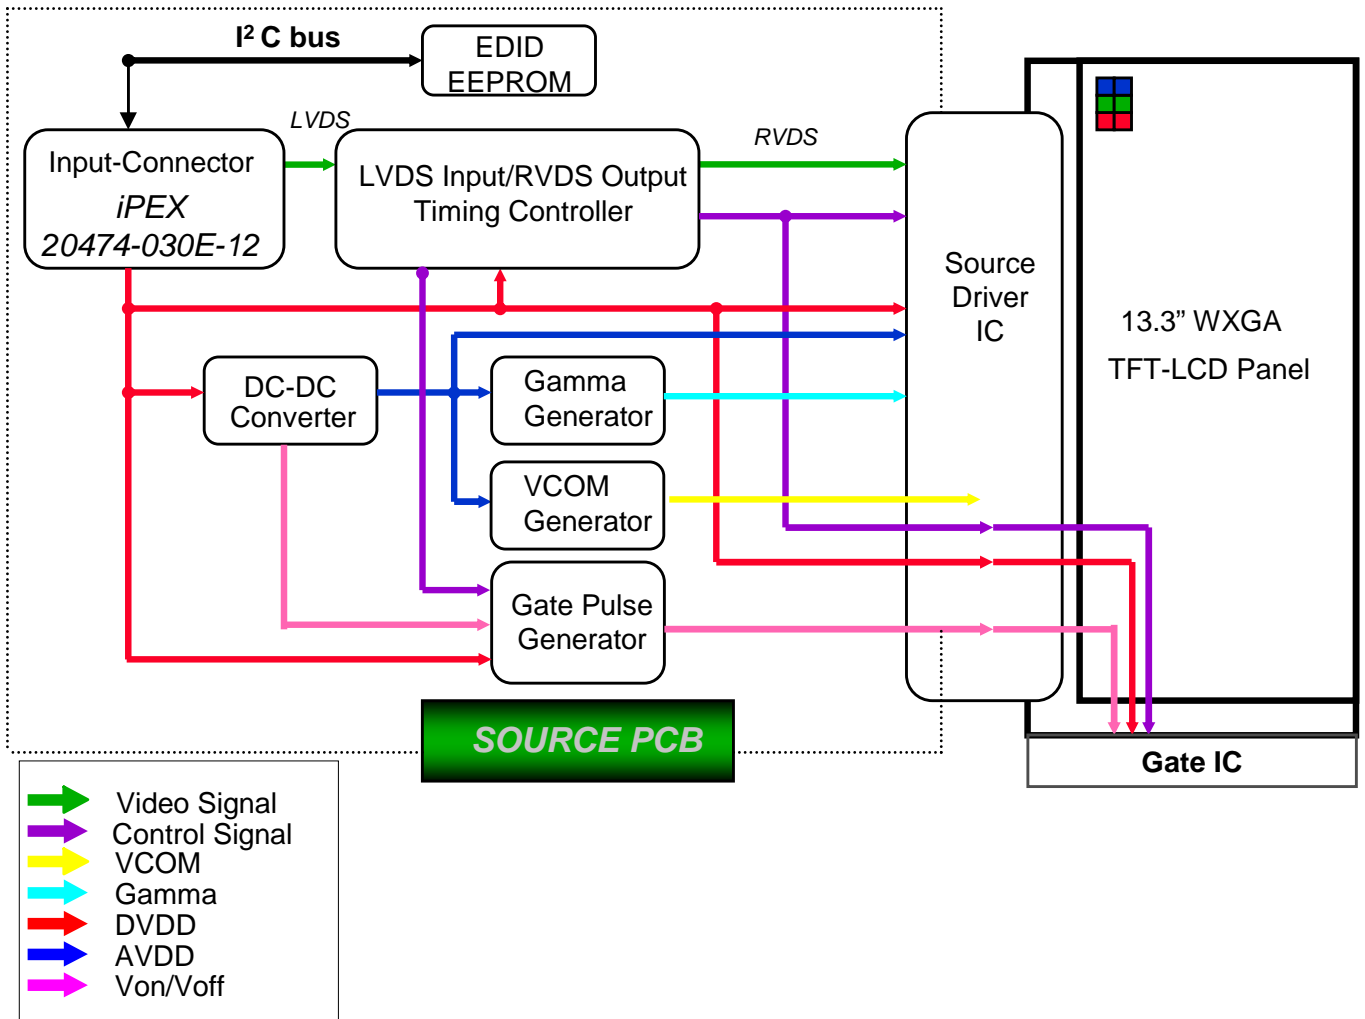 I² C bus
EDID
EEPROM
LVDS
RVDS
Input-Connector
iPEX
20474-030E-12
LVDS Input/RVDS Output
Timing Controller
Source
Driver
IC
13.3” WXGA
TFT-LCD Panel
DC-DC
Converter
Gamma
Generator
VCOM
Generator
Gate Pulse
Generator
SOURCE PCB
Gate IC
Video Signal
Control Signal
VCOM
Gamma
DVDD
AVDD
Von/Voff